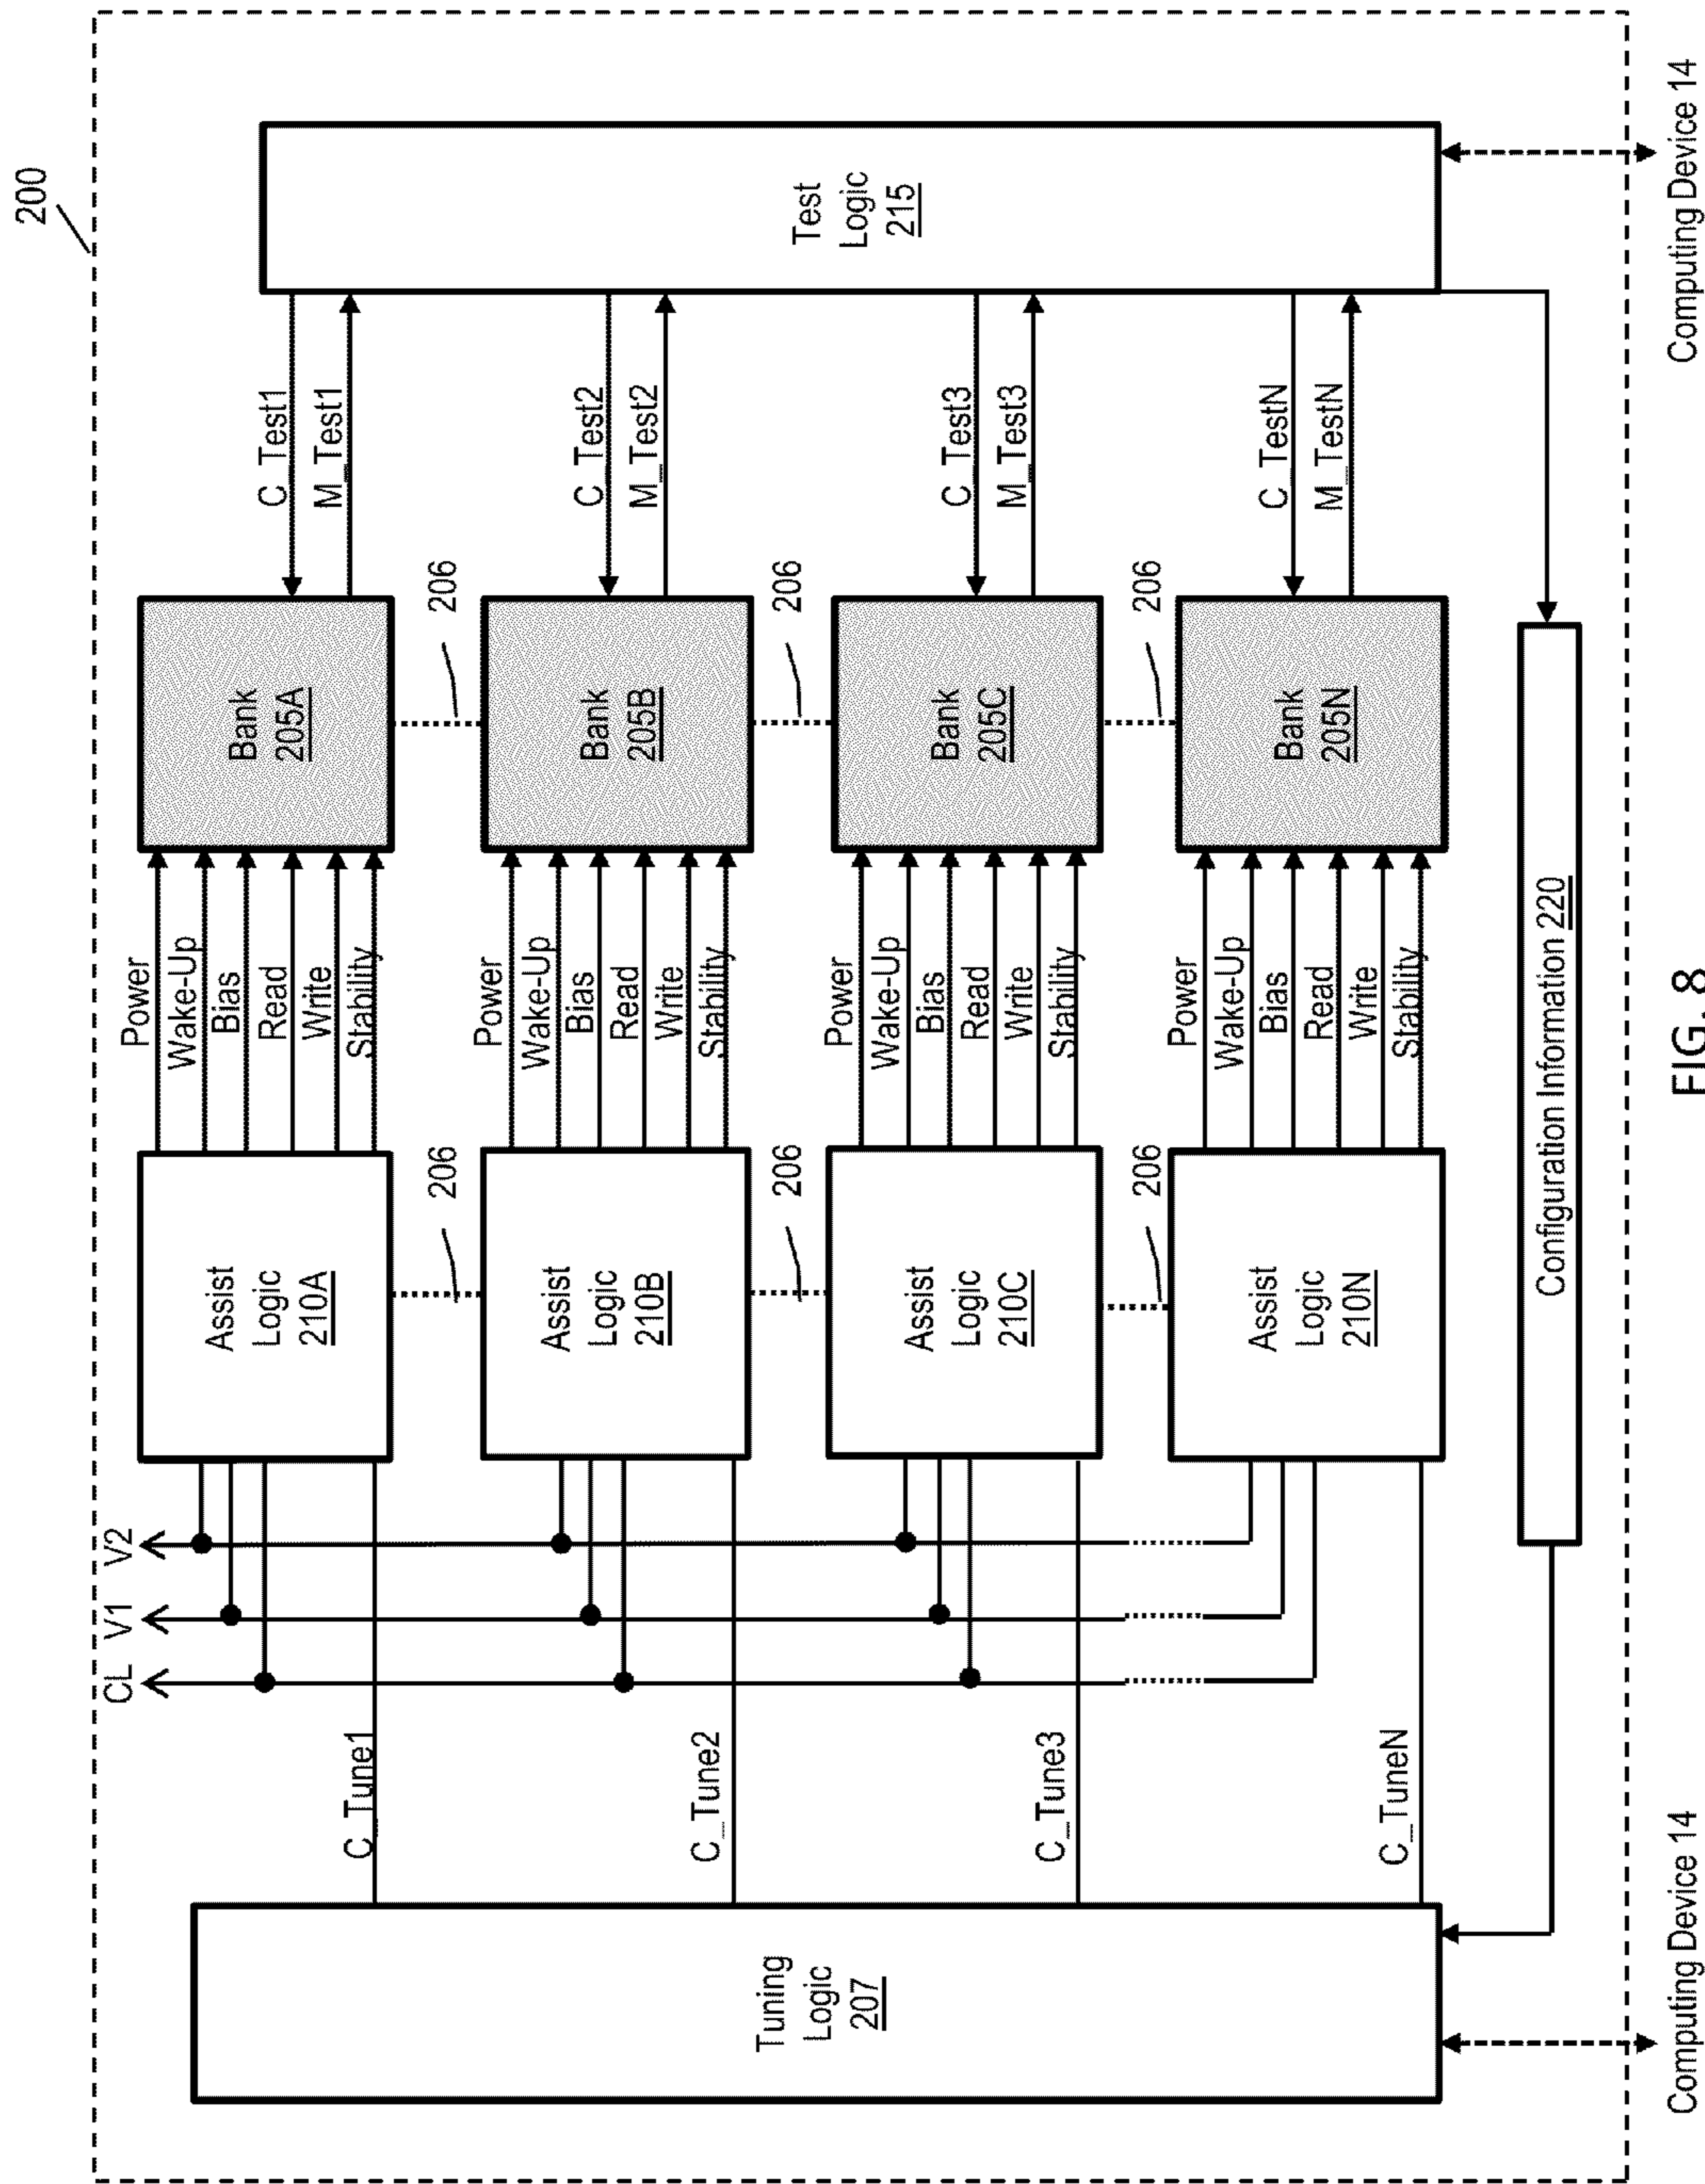 200
CL
V1
V2
C_Tune1
Assist
Logic
210A
Power
Wake-Up
Bias
Read
Write
Stability
Bank
205A
C_Test1
M_Test1
206
206
C_Tune2
Assist
Logic
210B
Power
Wake-Up
Bias
Read
Write
Stability
Bank
205B
C_Test2
M_Test2
Tuning
Logic
207
Test
Logic
215
206
206
C_Tune3
Assist
Logic
210C
Power
Wake-Up
Bias
Read
Write
Stability
Bank
205C
C_Test3
M_Test3
206
206
C_TuneN
Assist
Logic
210N
Power
Wake-Up
Bias
Read
Write
Stability
Bank
205N
C_TestN
M_TestN
Configuration Information 220
Computing Device 14
Computing Device 14
FIG. 8